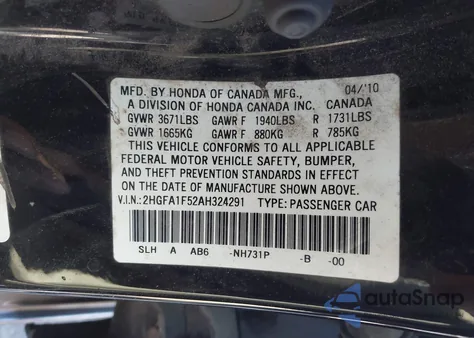 MFD. BY HONDA OF CANADA MFG., 04/'10
A DIVISION OF HONDA CANADA INC. CANADA
GVWR 3671LBS GAWR F 1940LBS R 1731LBS
GVWR 1665KG GAWR F 880KG R 785KG
THIS VEHICLE CONFORMS TO ALL APPLICABLE
FEDERAL MOTOR VEHICLE SAFETY, BUMPER,
AND THEFT PREVENTION STANDARDS IN EFFECT
ON THE DATE OF MANUFACTURE SHOWN ABOVE.
V.I.N.:2HGFA1F52AH324291 TYPE: PASSENGER CAR
SLH A AB6 -NH731P -B -00
autoSnap